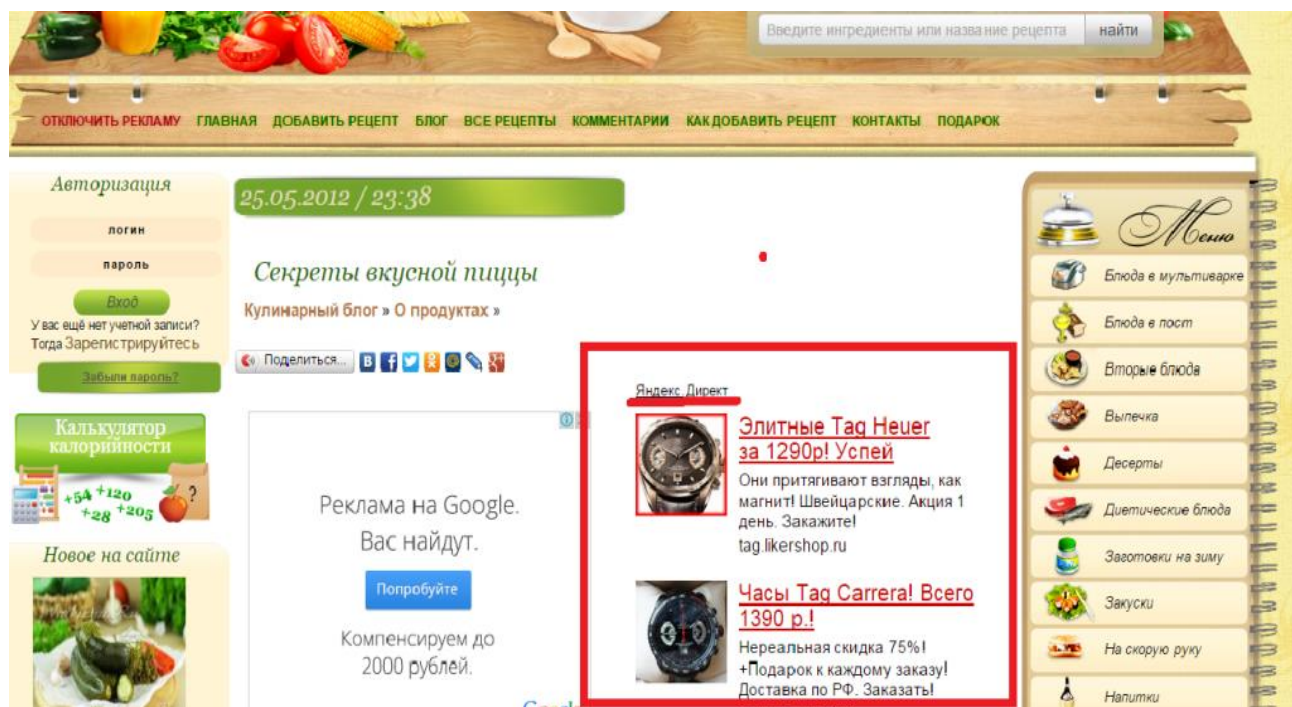 Введите ингредиенты или название рецепта
найти
ОТКЛЮЧИТЬ РЕКЛАМУ ГЛАВНАЯ ДОБАВИТЬ РЕЦЕПТ БЛОГ ВСЕ РЕЦЕПТЫ КОММЕНТАРИИ КАК ДОБАВИТЬ РЕЦЕПТ КОНТАКТЫ ПОДАРОК
Авторизация
логин
пароль
Вход
У вас ещё нет учетной записи?
Тогда Зарегистрируйтесь
Забыли пароль?
Калькулятор
калорийности
+54 +120
+28 +205
?
Новое на сайте
25.05.2012 / 23:38
Секреты вкусной пиццы
Кулинарный блог » О продуктах »
Поделиться...
Реклама на Google.
Вас найдут.
Попробуйте
Компенсируем до
2000 рублей.
Яндекс.Директ
Элитные Tag Heuer
за 1290р! Успей
Они притягивают взгляды, как
магнит! Швейцарские. Акция 1
день. Закажите!
tag.likershop.ru
Часы Tag Carrera! Всего
1390 р.!
Нереальная скидка 75%!
+Подарок к каждому заказу!
Доставка по РФ. Заказать!
Меню
Блюда в мультиварке
Блюда в пост
Вторые блюда
Выпечка
Десерты
Диетические блюда
Заготовки на зиму
Закуски
На скорую руку
Напитки